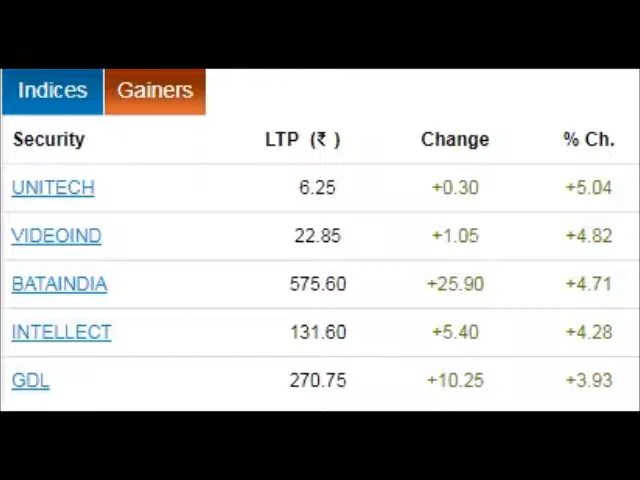 Indices Gainers
Security LTP (₹ ) Change % Ch.
UNITECH 6.25 +0.30 +5.04
VIDEOIND 22.85 +1.05 +4.82
BATAINDIA 575.60 +25.90 +4.71
INTELLECT 131.60 +5.40 +4.28
GDL 270.75 +10.25 +3.93